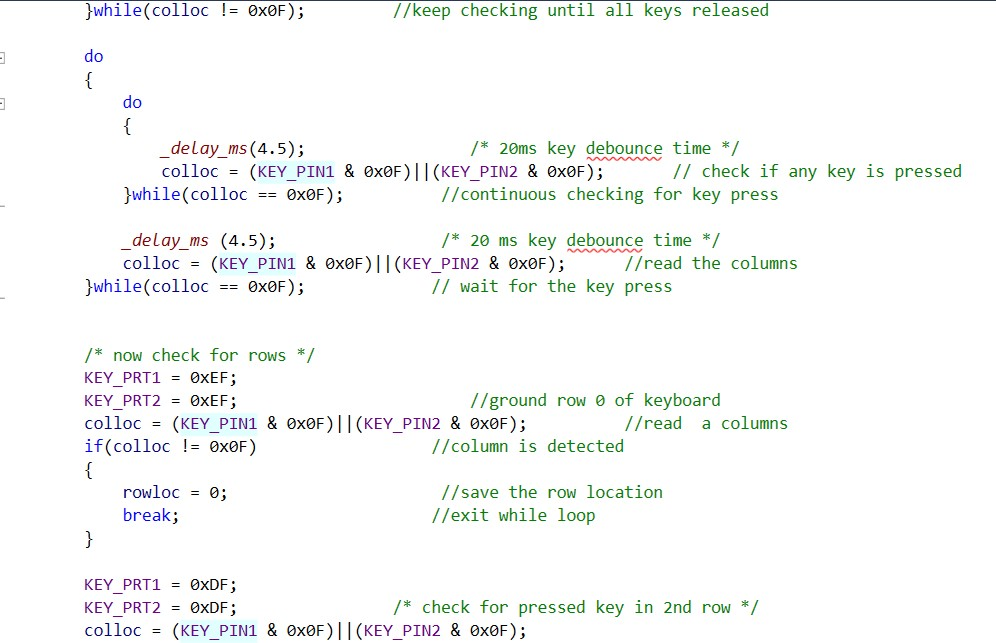 }while(colloc != 0x0F); //keep checking until all keys released
do
{
do
{
_delay_ms(4.5); /* 20ms key debounce time */
colloc = (KEY_PIN1 & 0x0F)||(KEY_PIN2 & 0x0F); // check if any key is pressed
}while(colloc == 0x0F); //continuous checking for key press
_delay_ms (4.5); /* 20 ms key debounce time */
colloc = (KEY_PIN1 & 0x0F)||(KEY_PIN2 & 0x0F); //read the columns
}while(colloc == 0x0F); // wait for the key press
/* now check for rows */
KEY_PRT1 = 0xEF;
KEY_PRT2 = 0xEF; //ground row 0 of keyboard
colloc = (KEY_PIN1 & 0x0F)||(KEY_PIN2 & 0x0F); //read  a columns
if(colloc != 0x0F) //column is detected
{
rowloc = 0; //save the row location
break; //exit while loop
}
KEY_PRT1 = 0xDF;
KEY_PRT2 = 0xDF; /* check for pressed key in 2nd row */
colloc = (KEY_PIN1 & 0x0F)||(KEY_PIN2 & 0x0F);